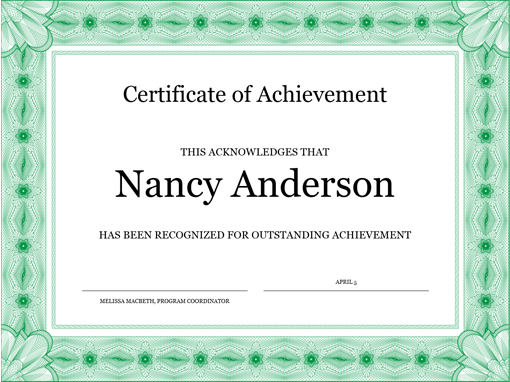 Certificate of Achievement
THIS ACKNOWLEDGES THAT
Nancy Anderson
HAS BEEN RECOGNIZED FOR OUTSTANDING ACHIEVEMENT
APRIL 5
MELISSA MACBETH, PROGRAM COORDINATOR